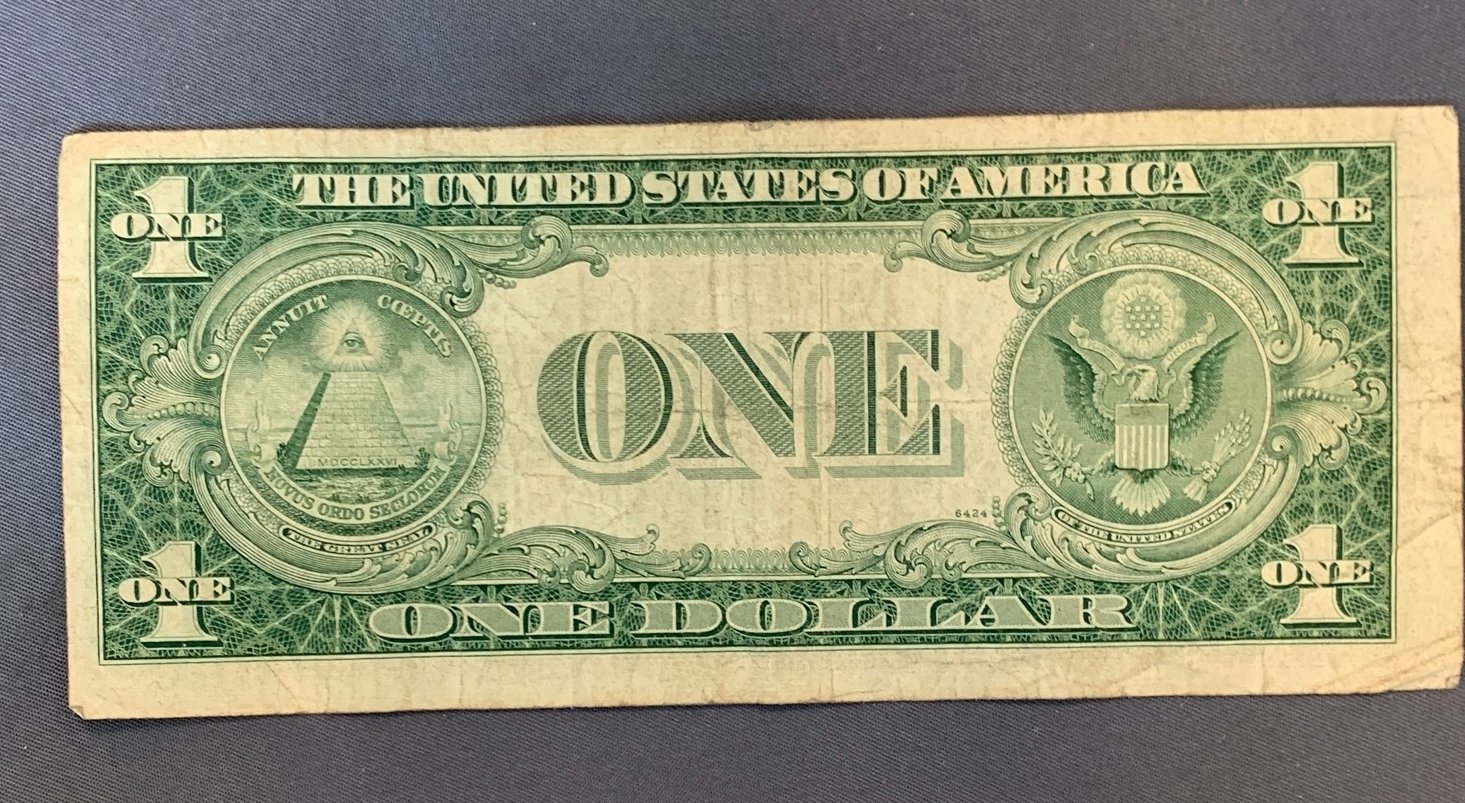 THE UNITED STATES OF AMERICA
1
ONE
1
ONE
ANNUIT CŒPTIS
ONE
MDCCLXXVI
NOVUS ORDO SECLORUM
6424
THE GREAT SEAL
OF THE UNITED STATES
1
ONE
1
ONE
ONE DOLLAR